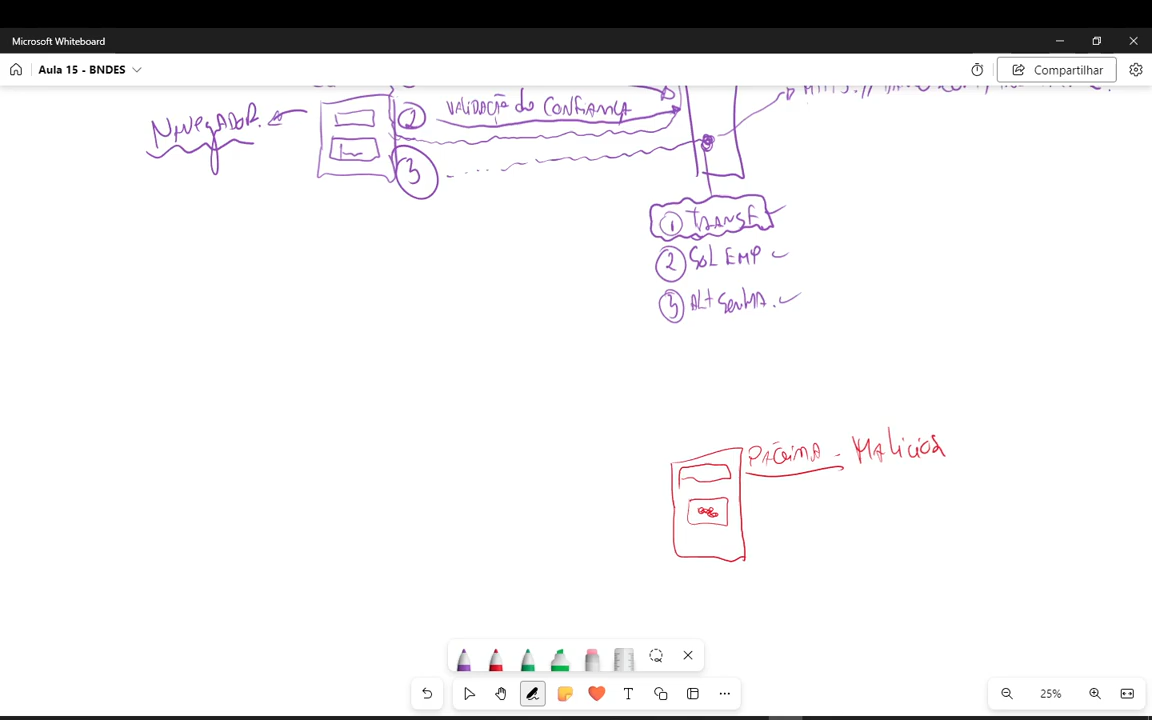 Microsoft Whiteboard
Aula 15 - BNDES
Compartilhar
NAVEGADOR.
2 VALIDAÇÃO de CONFIANÇA
3
1 TRANSF
2 SOL EMP
3 ALT SENHA.
PÁGINA - MALICIOSA
25%